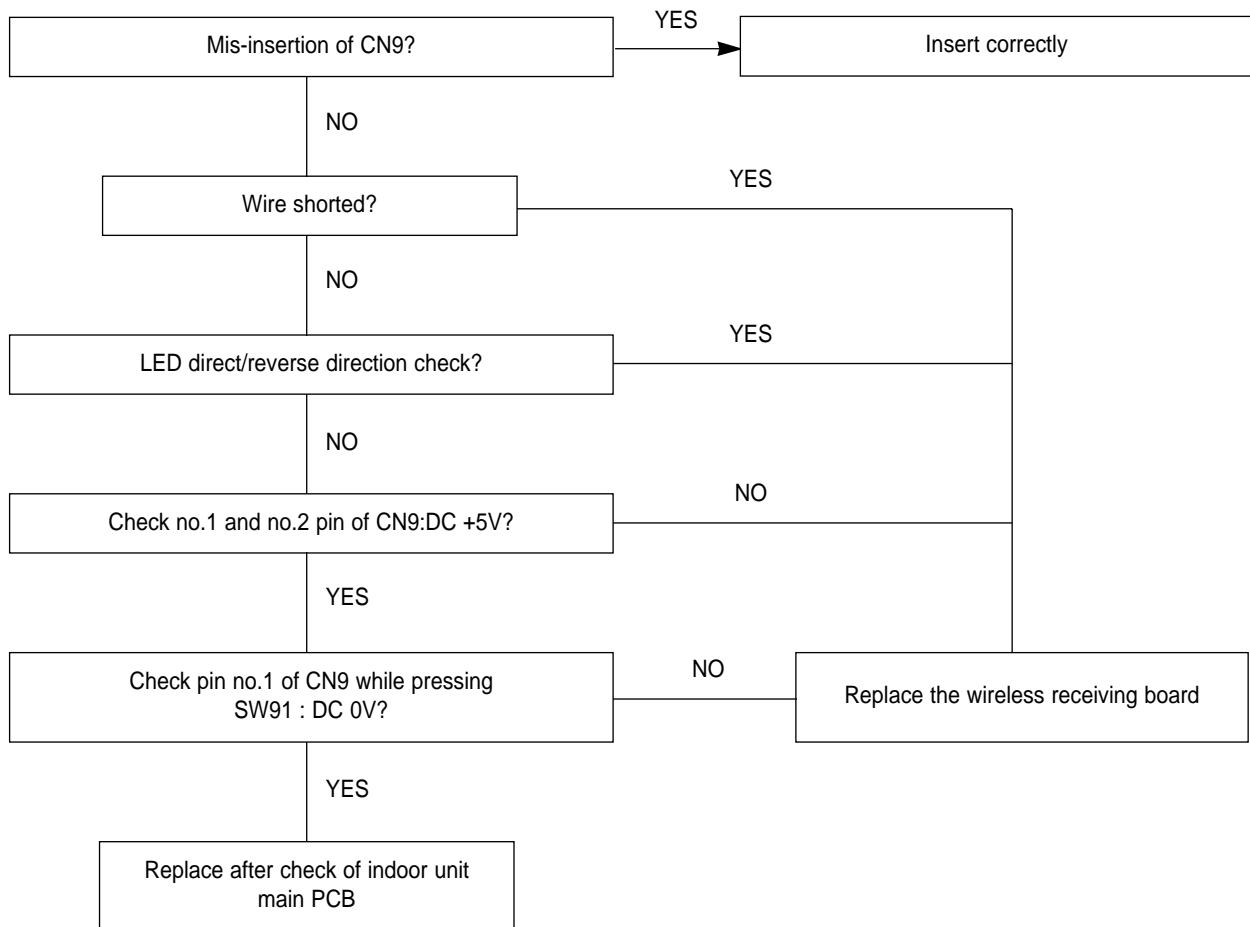 YES
Mis-insertion of CN9?
Insert correctly
NO
YES
Wire shorted?
NO
YES
LED direct/reverse direction check?
NO
NO
Check no.1 and no.2 pin of CN9:DC +5V?
YES
NO
Check pin no.1 of CN9 while pressing
SW91 : DC 0V?
Replace the wireless receiving board
YES
Replace after check of indoor unit
main PCB